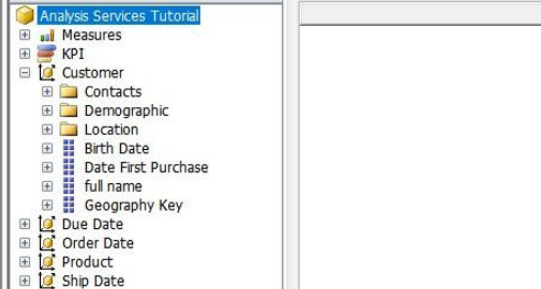 Analysis Services Tutorial
Measures
KPI
Customer
Contacts
Demographic
Location
Birth Date
Date First Purchase
full name
Geography Key
Due Date
Order Date
Product
Ship Date